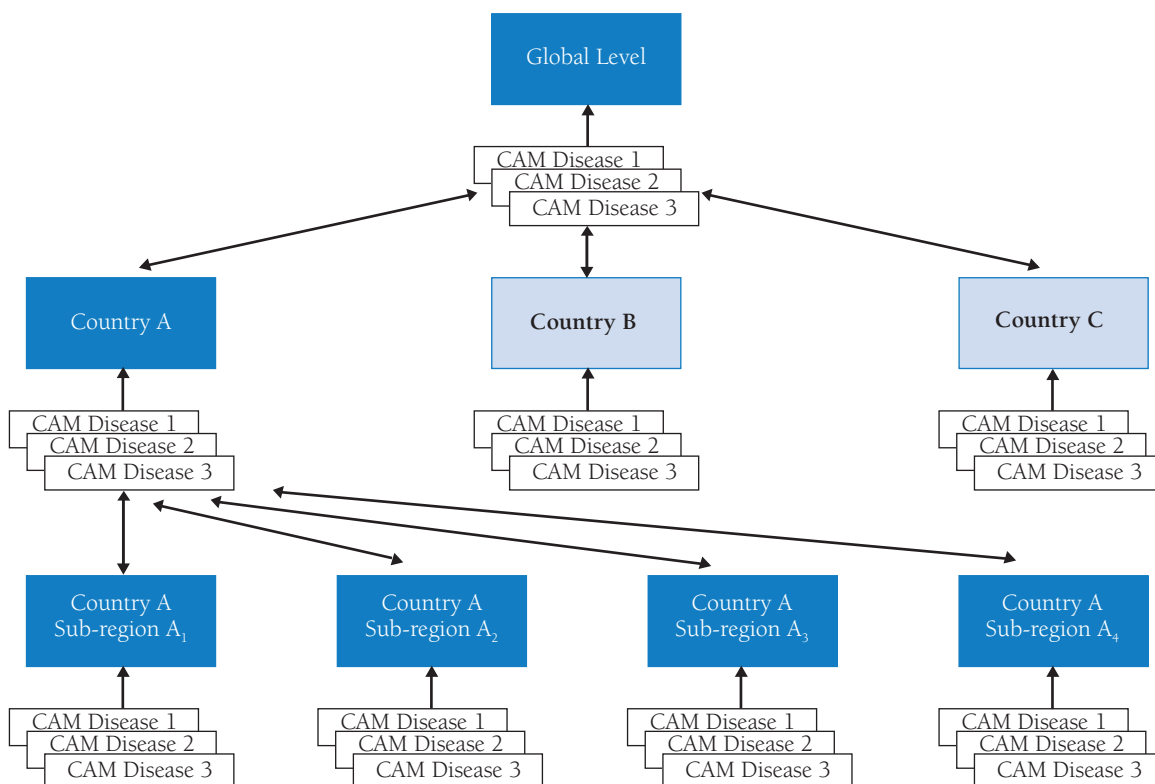 Global Level
CAM Disease 1
CAM Disease 2
CAM Disease 3
Country A
Country B
Country C
CAM Disease 1
CAM Disease 2
CAM Disease 3
CAM Disease 1
CAM Disease 2
CAM Disease 3
CAM Disease 1
CAM Disease 2
CAM Disease 3
Country A
Sub-region A₁
Country A
Sub-region A₂
Country A
Sub-region A₃
Country A
Sub-region A₄
CAM Disease 1
CAM Disease 2
CAM Disease 3
CAM Disease 1
CAM Disease 2
CAM Disease 3
CAM Disease 1
CAM Disease 2
CAM Disease 3
CAM Disease 1
CAM Disease 2
CAM Disease 3